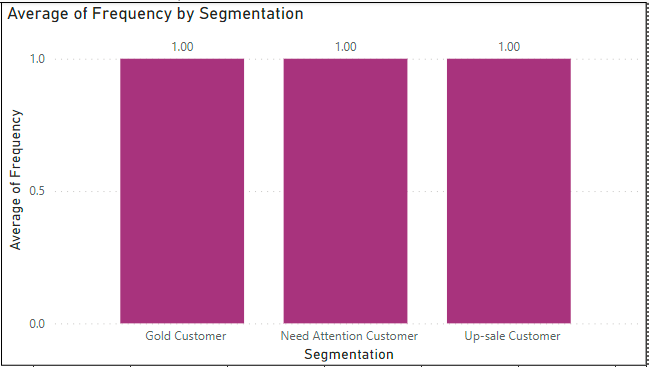 Average of Frequency by Segmentation
1.00 1.00 1.00
1.0
0.5
0.0
Average of Frequency
Gold Customer Need Attention Customer Up-sale Customer
Segmentation